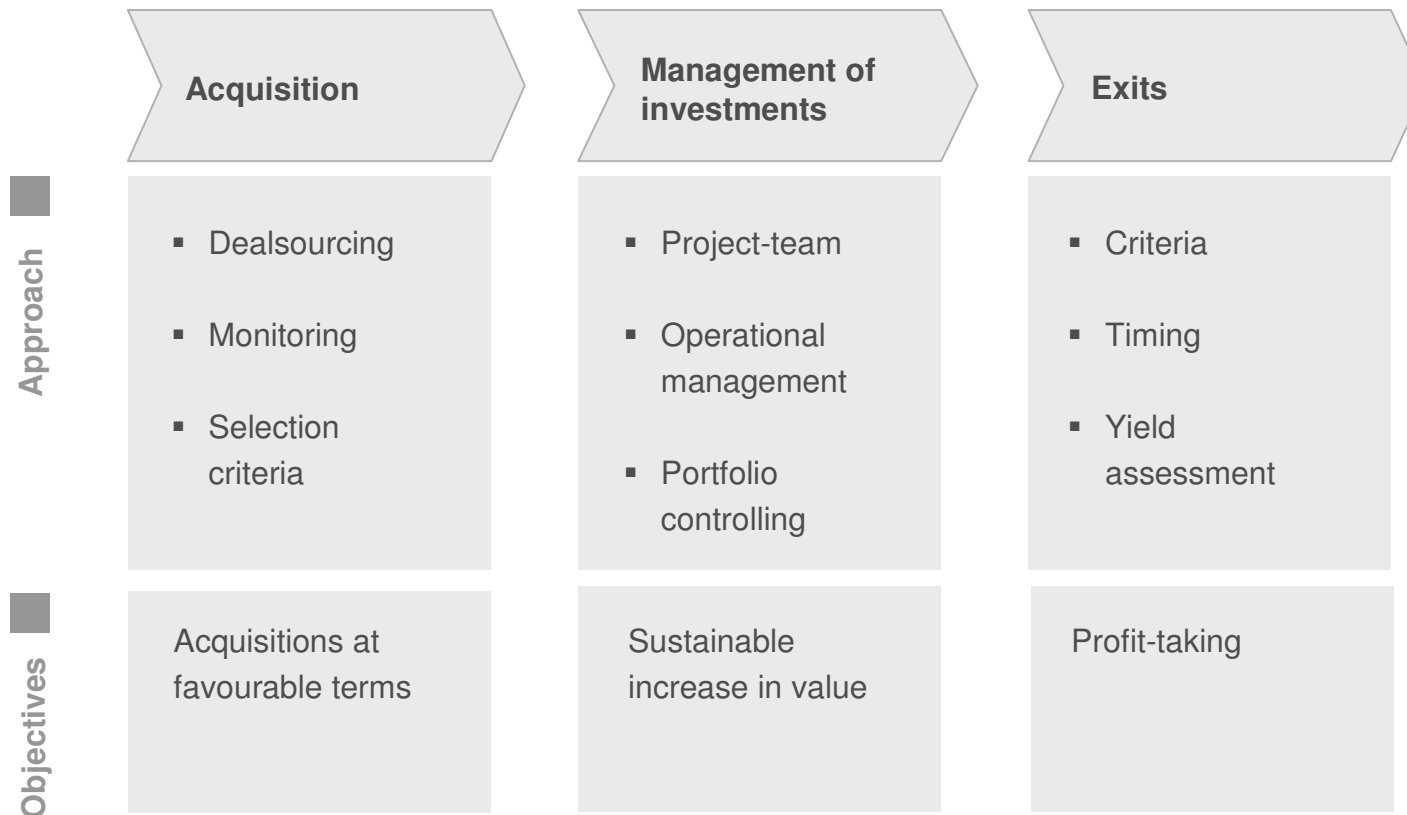 Acquisition
Management of
investments
Exits
Approach
▪ Dealsourcing
▪ Monitoring
▪ Selection
criteria
▪ Project-team
▪ Operational
management
▪ Portfolio
controlling
▪ Criteria
▪ Timing
▪ Yield
assessment
Objectives
Acquisitions at
favourable terms
Sustainable
increase in value
Profit-taking